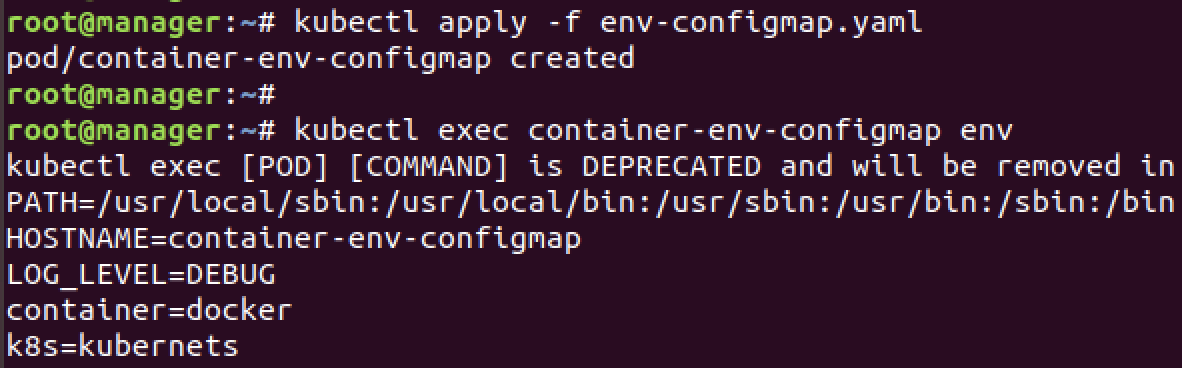 root@manager:~# kubectl apply -f env-configmap.yaml
pod/container-env-configmap created
root@manager:~#
root@manager:~# kubectl exec container-env-configmap env
kubectl exec [POD] [COMMAND] is DEPRECATED and will be removed in
PATH=/usr/local/sbin:/usr/local/bin:/usr/sbin:/usr/bin:/sbin:/bin
HOSTNAME=container-env-configmap
LOG_LEVEL=DEBUG
container=docker
k8s=kubernets